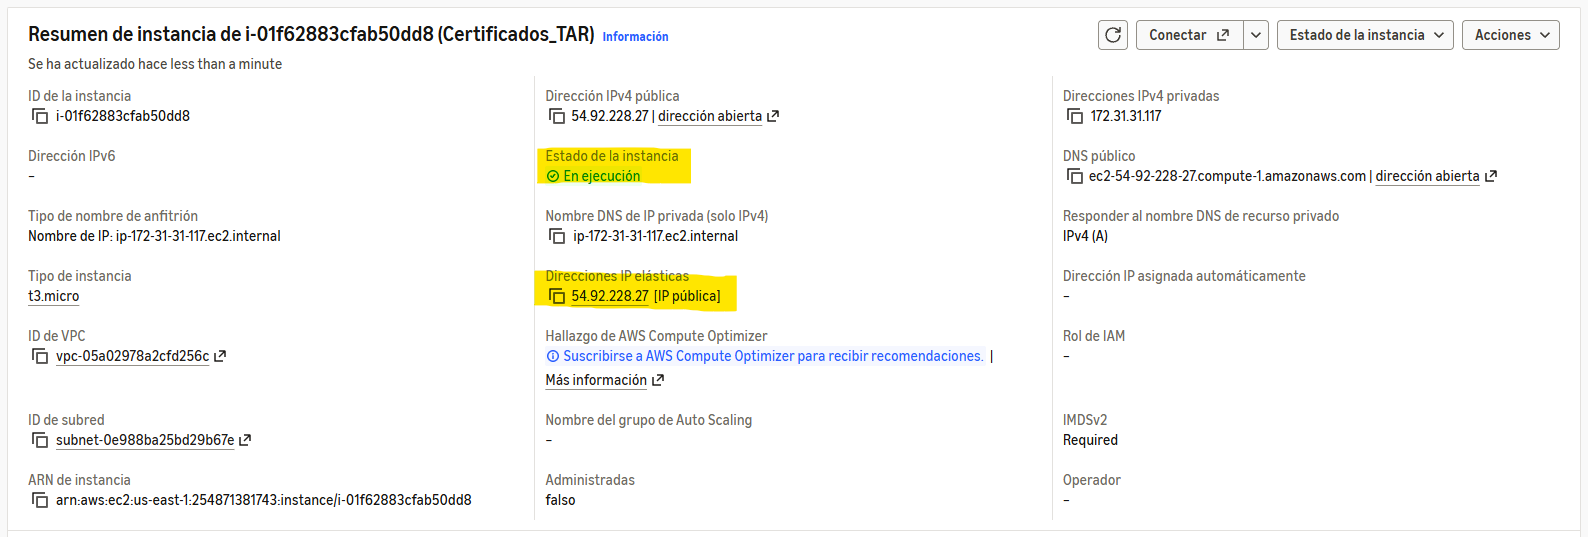 Resumen de instancia de i-01f62883cfab50dd8 (Certificados_TAR) Información
Conectar
Estado de la instancia
Acciones
Se ha actualizado hace less than a minute
ID de la instancia
i-01f62883cfab50dd8
Dirección IPv4 pública
54.92.228.27 | dirección abierta
Direcciones IPv4 privadas
172.31.31.117
Dirección IPv6
–
Estado de la instancia
En ejecución
DNS público
ec2-54-92-228-27.compute-1.amazonaws.com | dirección abierta
Tipo de nombre de anfitrión
Nombre de IP: ip-172-31-31-117.ec2.internal
Nombre DNS de IP privada (solo IPv4)
ip-172-31-31-117.ec2.internal
Responder al nombre DNS de recurso privado
IPv4 (A)
Tipo de instancia
t3.micro
Direcciones IP elásticas
54.92.228.27 [IP pública]
Dirección IP asignada automáticamente
–
ID de VPC
vpc-05a02978a2cfd256c
Hallazgo de AWS Compute Optimizer
Suscribirse a AWS Compute Optimizer para recibir recomendaciones. |
Más información
Rol de IAM
–
ID de subred
subnet-0e988ba25bd29b67e
Nombre del grupo de Auto Scaling
–
IMDSv2
Required
ARN de instancia
arn:aws:ec2:us-east-1:254871381743:instance/i-01f62883cfab50dd8
Administradas
falso
Operador
–